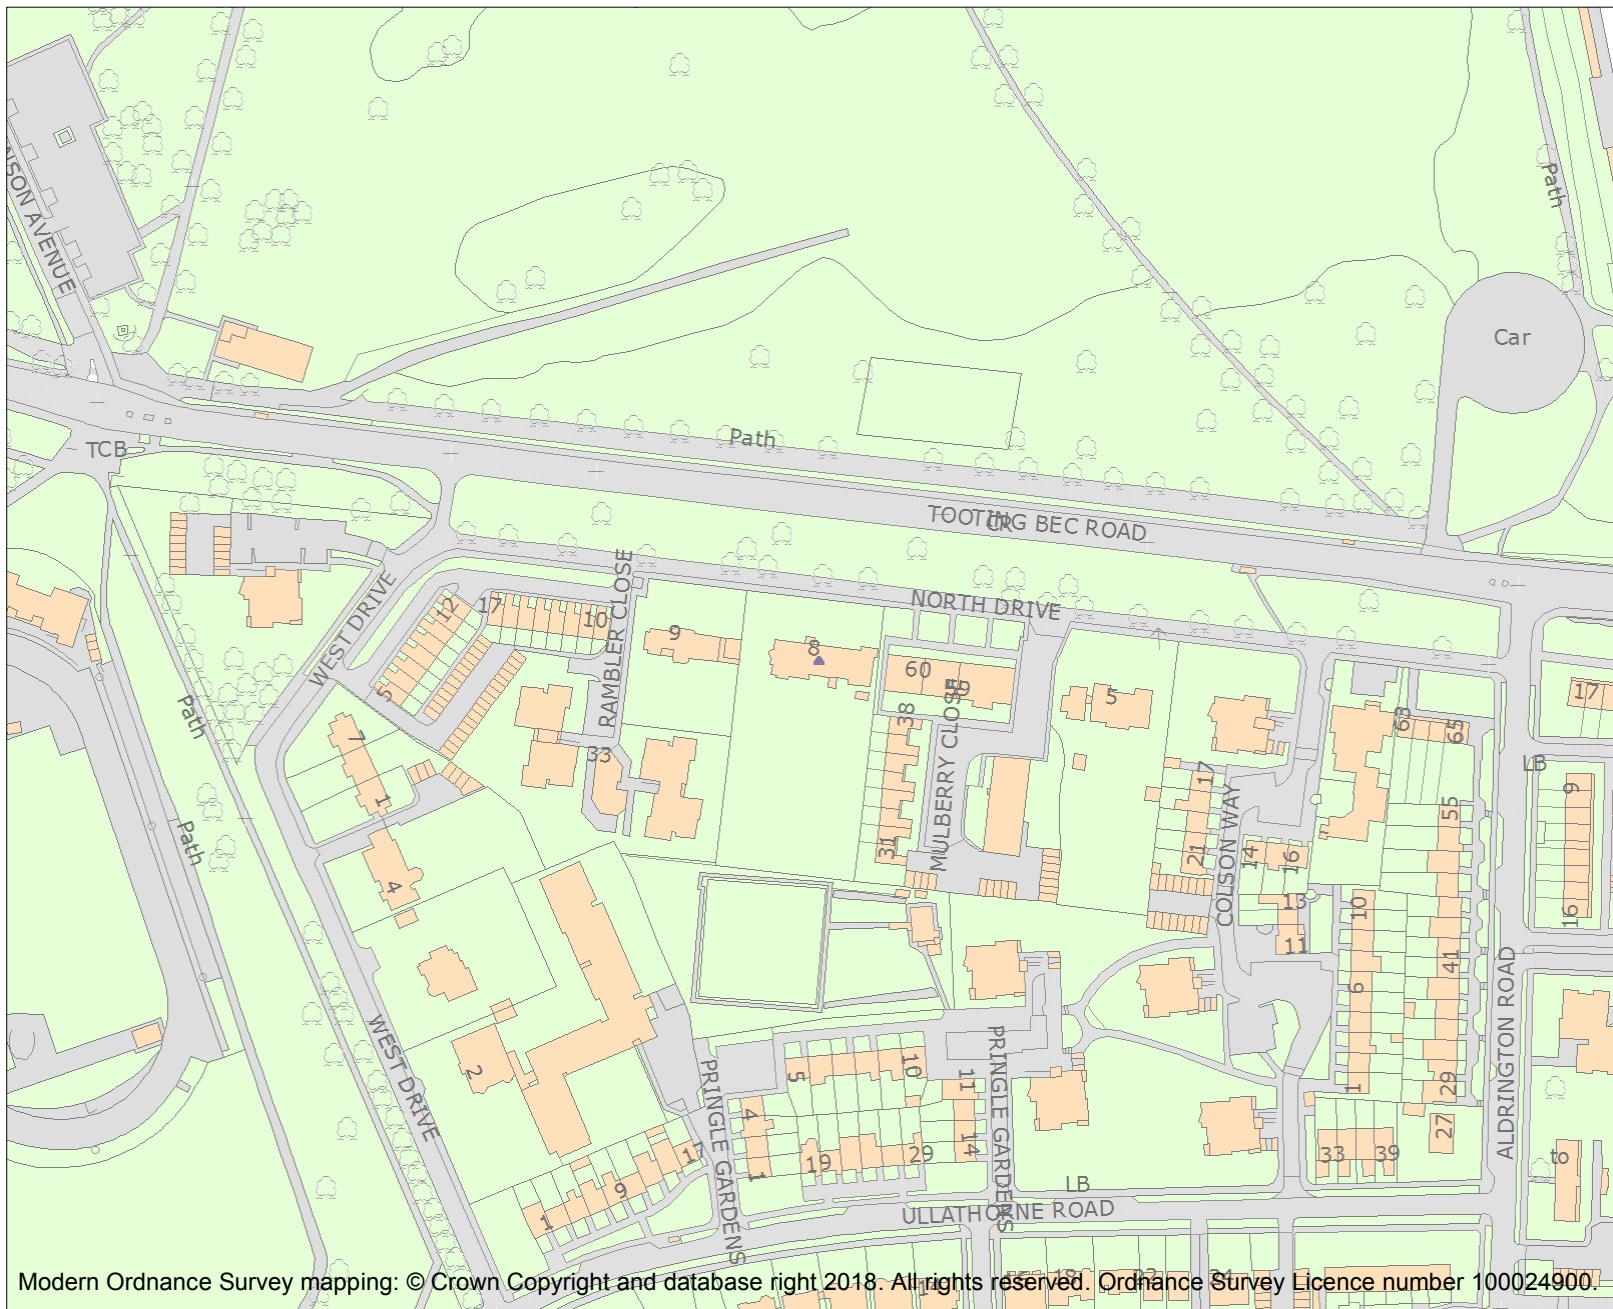 NSON AVENUE
Path
Car
TCB
Path
TOOTING BEC ROAD
CR
WEST DRIVE
RAMBLER CLOSE
NORTH DRIVE
12
17
10
9
8
60
59
5
5
17
38
63
65
Path
7
33
MULBERRY CLOSE
17
LB
9
1
55
Path
31
21
COLSON WAY
14
16
4
13
10
16
11
41
6
ALDRINGTON ROAD
WEST DRIVE
2
PRINGLE GARDENS
5
10
11
PRINGLE GARDENS
1
29
4
14
27
17
1
19
29
33
39
to
9
1
LB
ULLATHORNE ROAD
Modern Ordnance Survey mapping: © Crown Copyright and database right 2018. All rights reserved. Ordnance Survey Licence number 100024900.